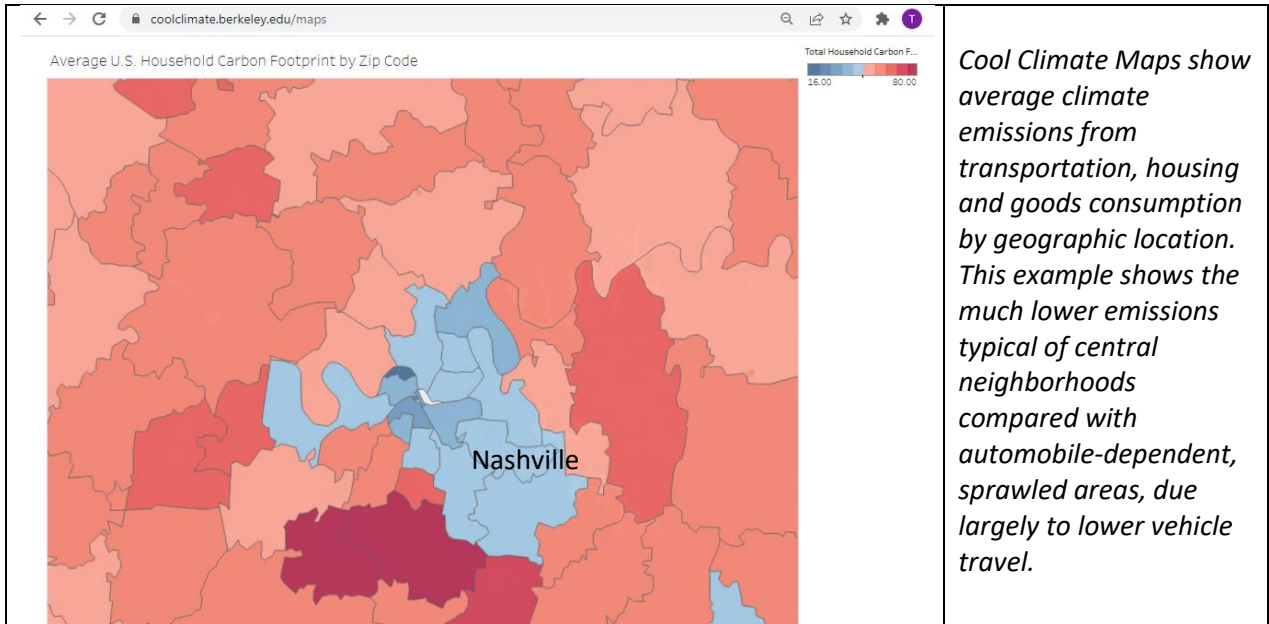 coolclimate.berkeley.edu/maps
T
Average U.S. Household Carbon Footprint by Zip Code
Total Household Carbon F...
16.00 80.00
Nashville
Cool Climate Maps show
average climate
emissions from
transportation, housing
and goods consumption
by geographic location.
This example shows the
much lower emissions
typical of central
neighborhoods
compared with
automobile-dependent,
sprawled areas, due
largely to lower vehicle
travel.